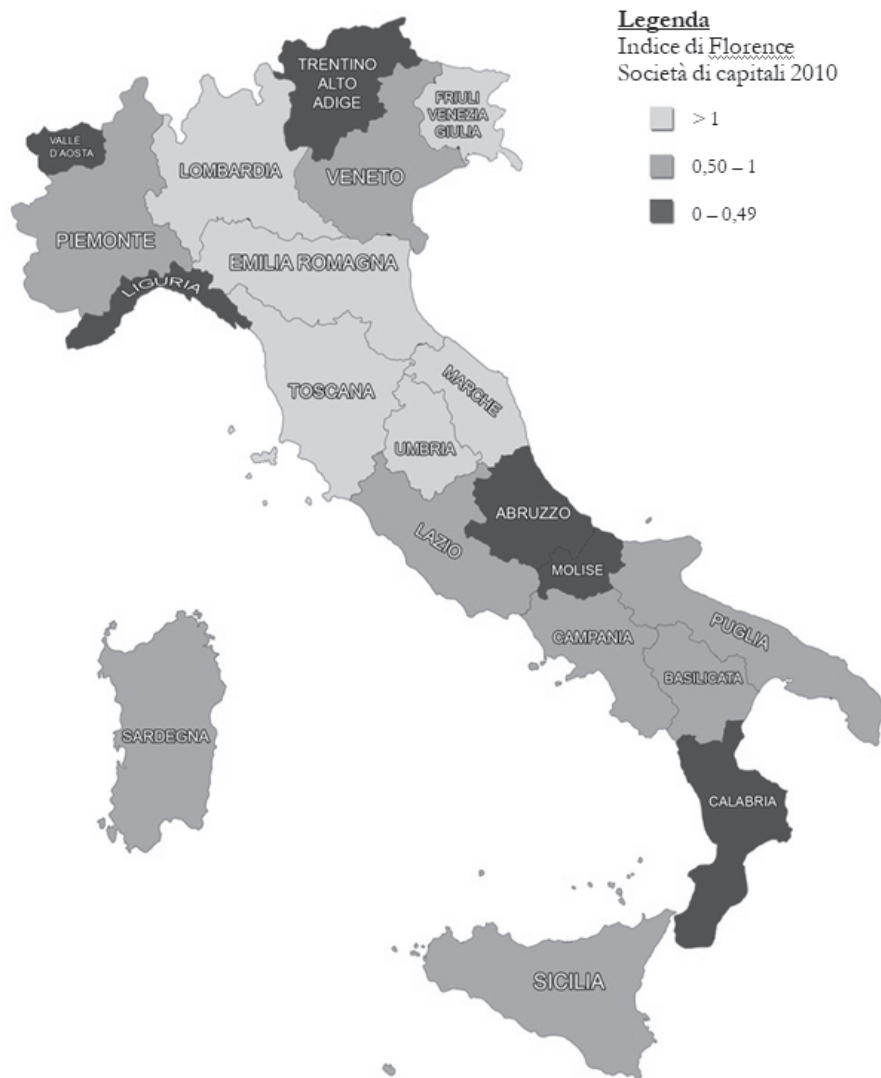 Legenda
Indice di Florence
Società di capitali 2010
> 1
0,50 – 1
0 – 0,49
TRENTINO
ALTO
ADIGE
FRIULI
VENEZIA
GIULIA
VALLE
D'AOSTA
LOMBARDIA
VENETO
PIEMONTE
EMILIA ROMAGNA
LIGURIA
TOSCANA
MARCHE
UMBRIA
ABRUZZO
LAZIO
MOLISE
CAMPANIA
PUGLIA
BASILICATA
SARDEGNA
CALABRIA
SICILIA